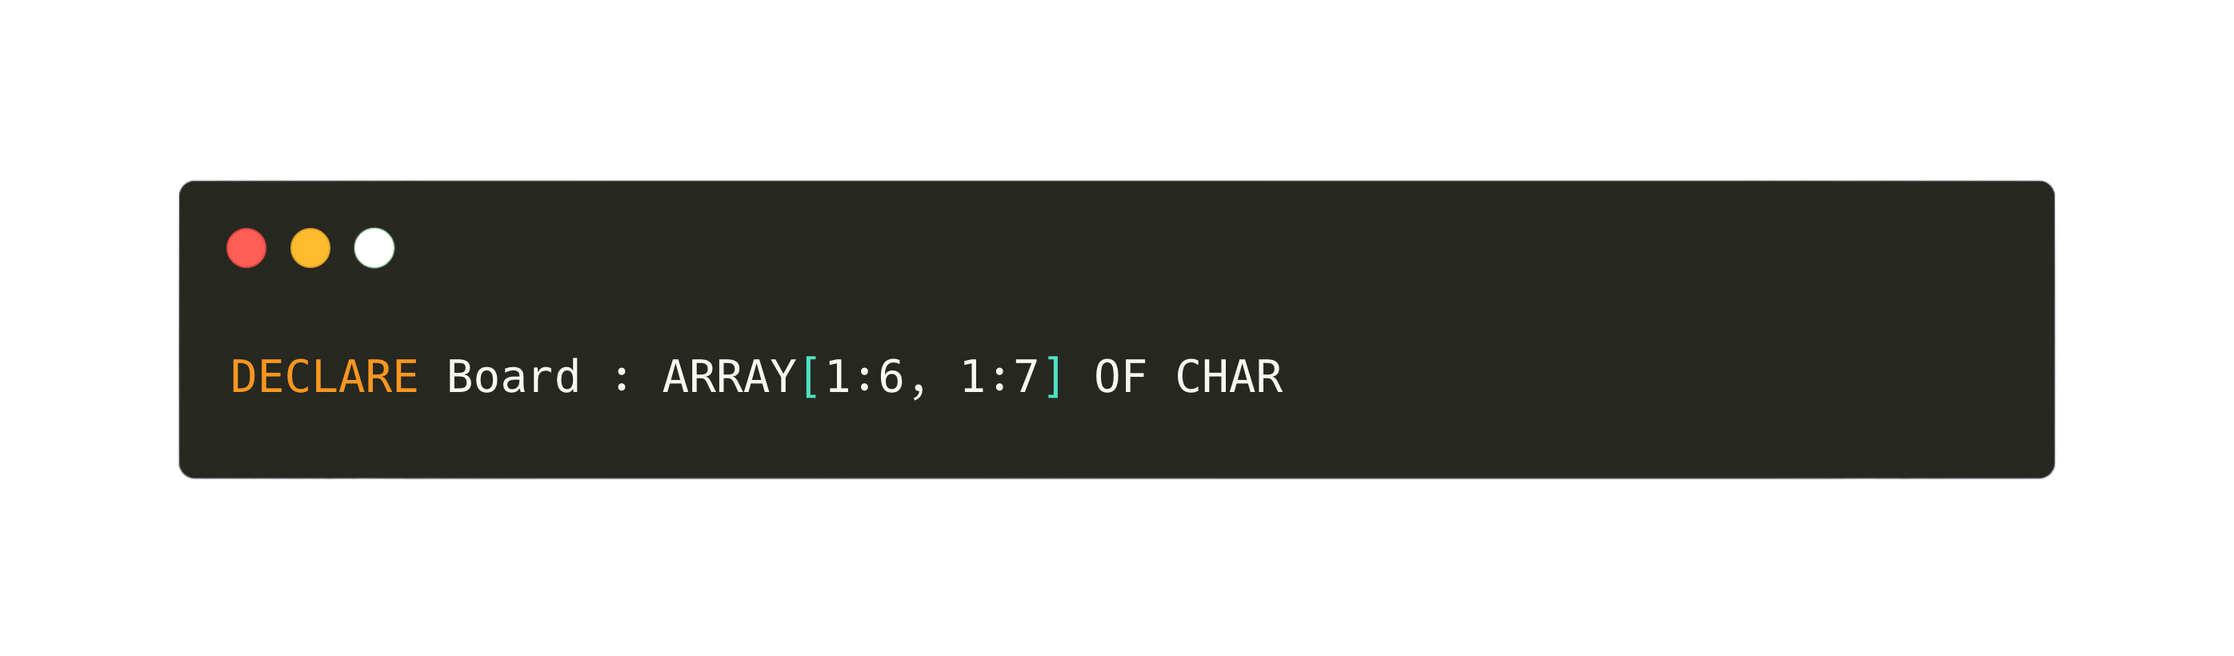 DECLARE Board : ARRAY[1:6, 1:7] OF CHAR